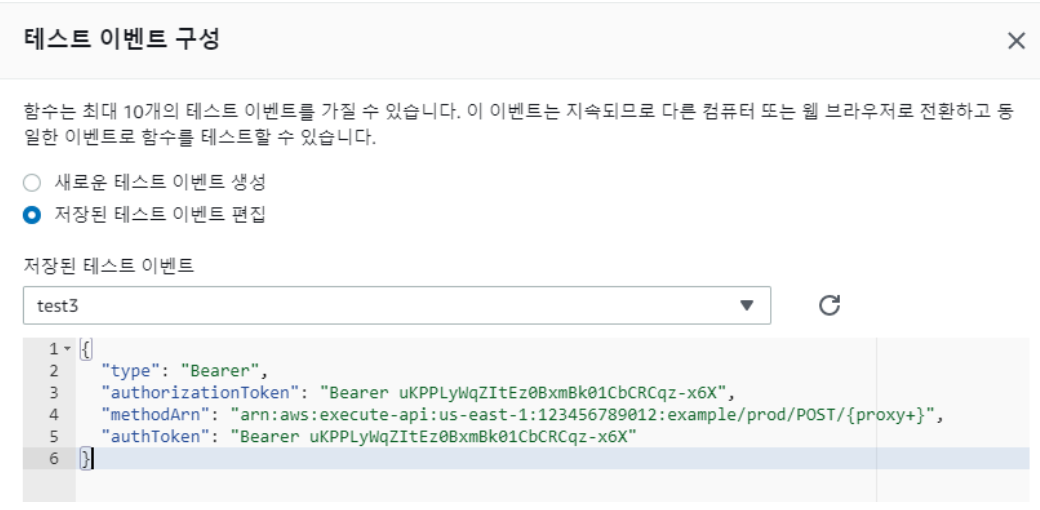 테스트 이벤트 구성
함수는 최대 10개의 테스트 이벤트를 가질 수 있습니다. 이 이벤트는 지속되므로 다른 컴퓨터 또는 웹 브라우저로 전환하고 동
일한 이벤트로 함수를 테스트할 수 있습니다.
새로운 테스트 이벤트 생성
저장된 테스트 이벤트 편집
저장된 테스트 이벤트
test3
1 {
2 "type": "Bearer",
3 "authorizationToken": "Bearer uKPPLyWqZItEz0BxmBk01CbCRCqz-x6X",
4 "methodArn": "arn:aws:execute-api:us-east-1:123456789012:example/prod/POST/{proxy+}",
5 "authToken": "Bearer uKPPLyWqZItEz0BxmBk01CbCRCqz-x6X"
6 }